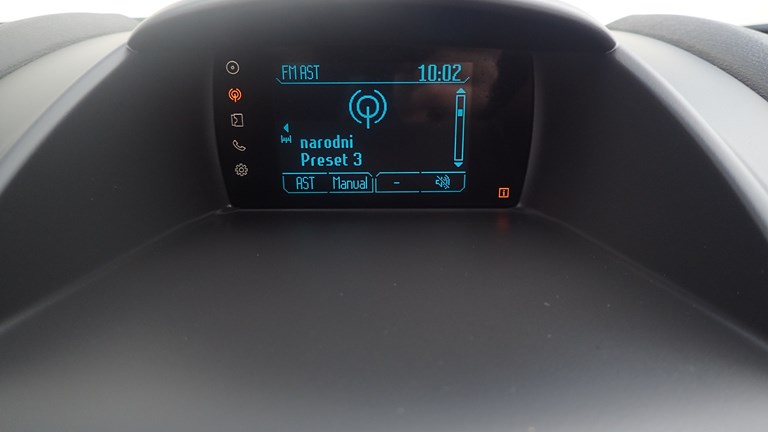 FM AST 10:02
narodni
Preset 3
AST Manual -